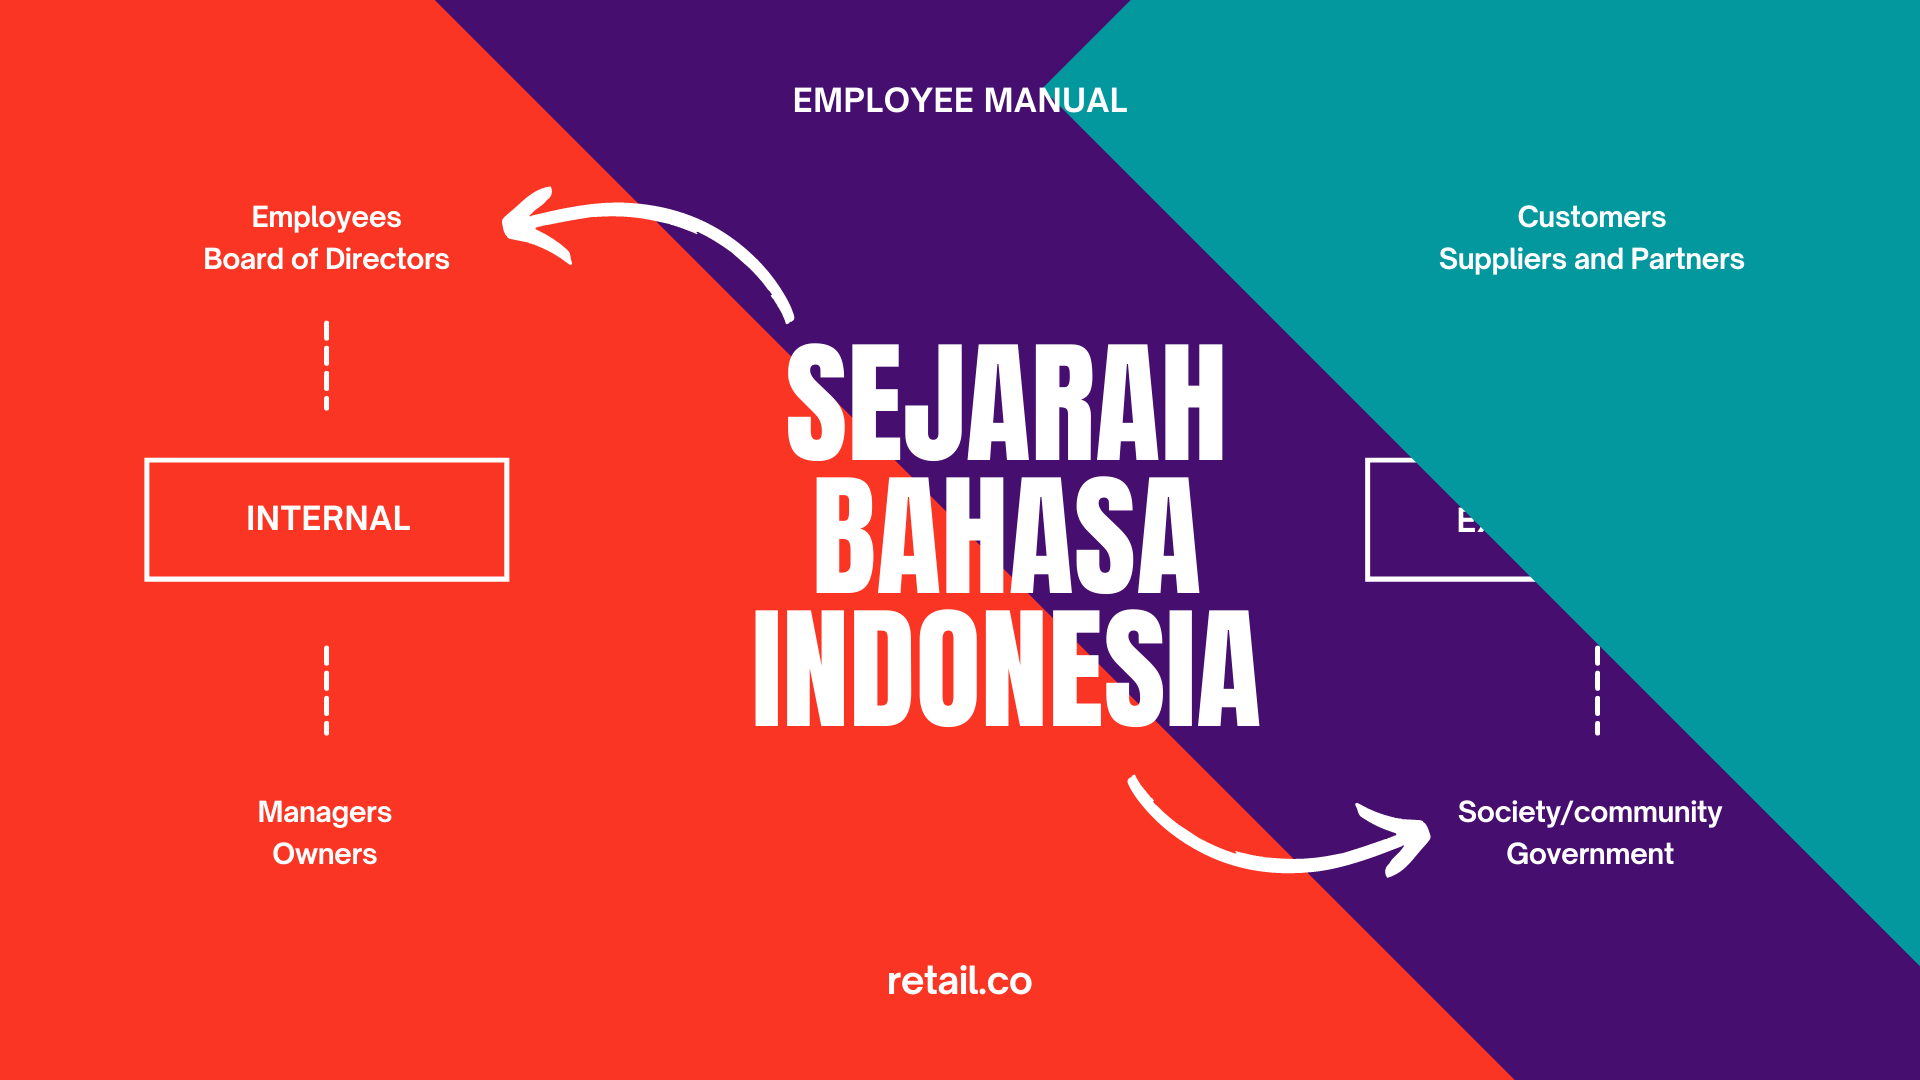 EMPLOYEE MANUAL
Employees
Board of Directors
Customers
Suppliers and Partners
SEJARAH
BAHASA
INDONESIA
INTERNAL
Managers
Owners
Society/community
Government
retail.co